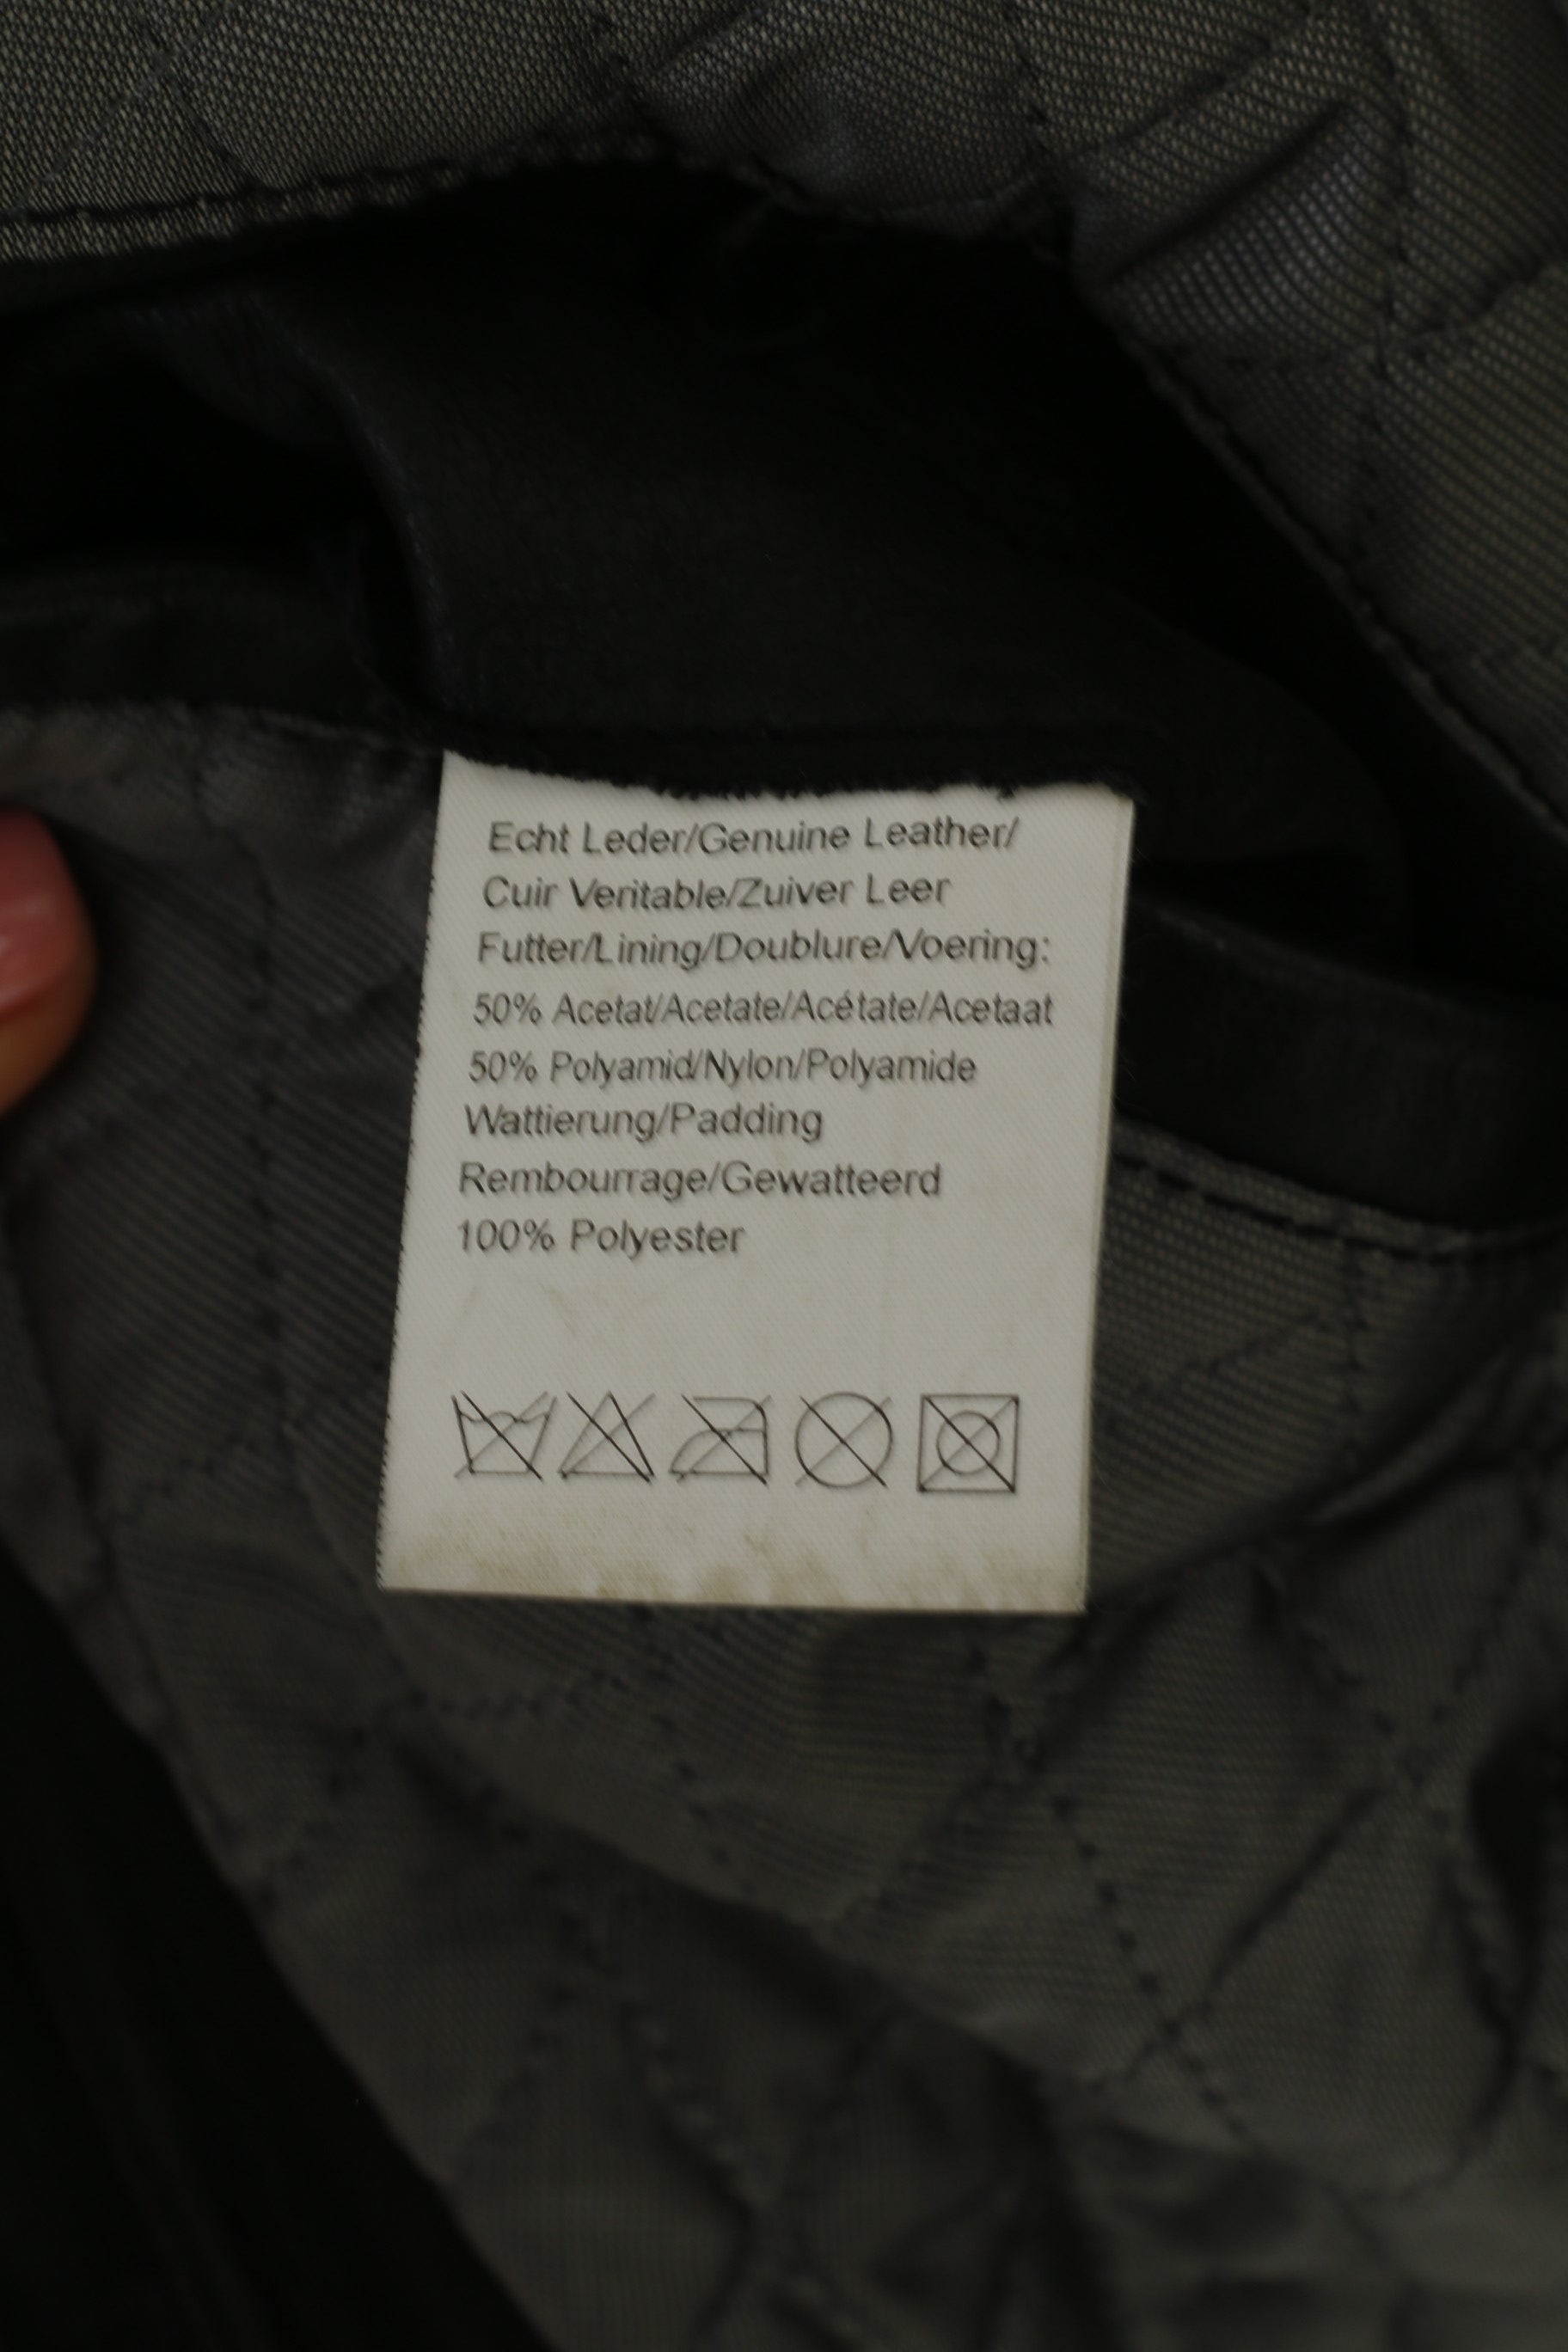 Echt Leder/Genuine Leather/
Cuir Veritable/Zuiver Leer
Futter/Lining/Doublure/Voering:
50% Acetat/Acetate/Acétate/Acetaat
50% Polyamid/Nylon/Polyamide
Wattierung/Padding
Rembourrage/Gewatteerd
100% Polyester